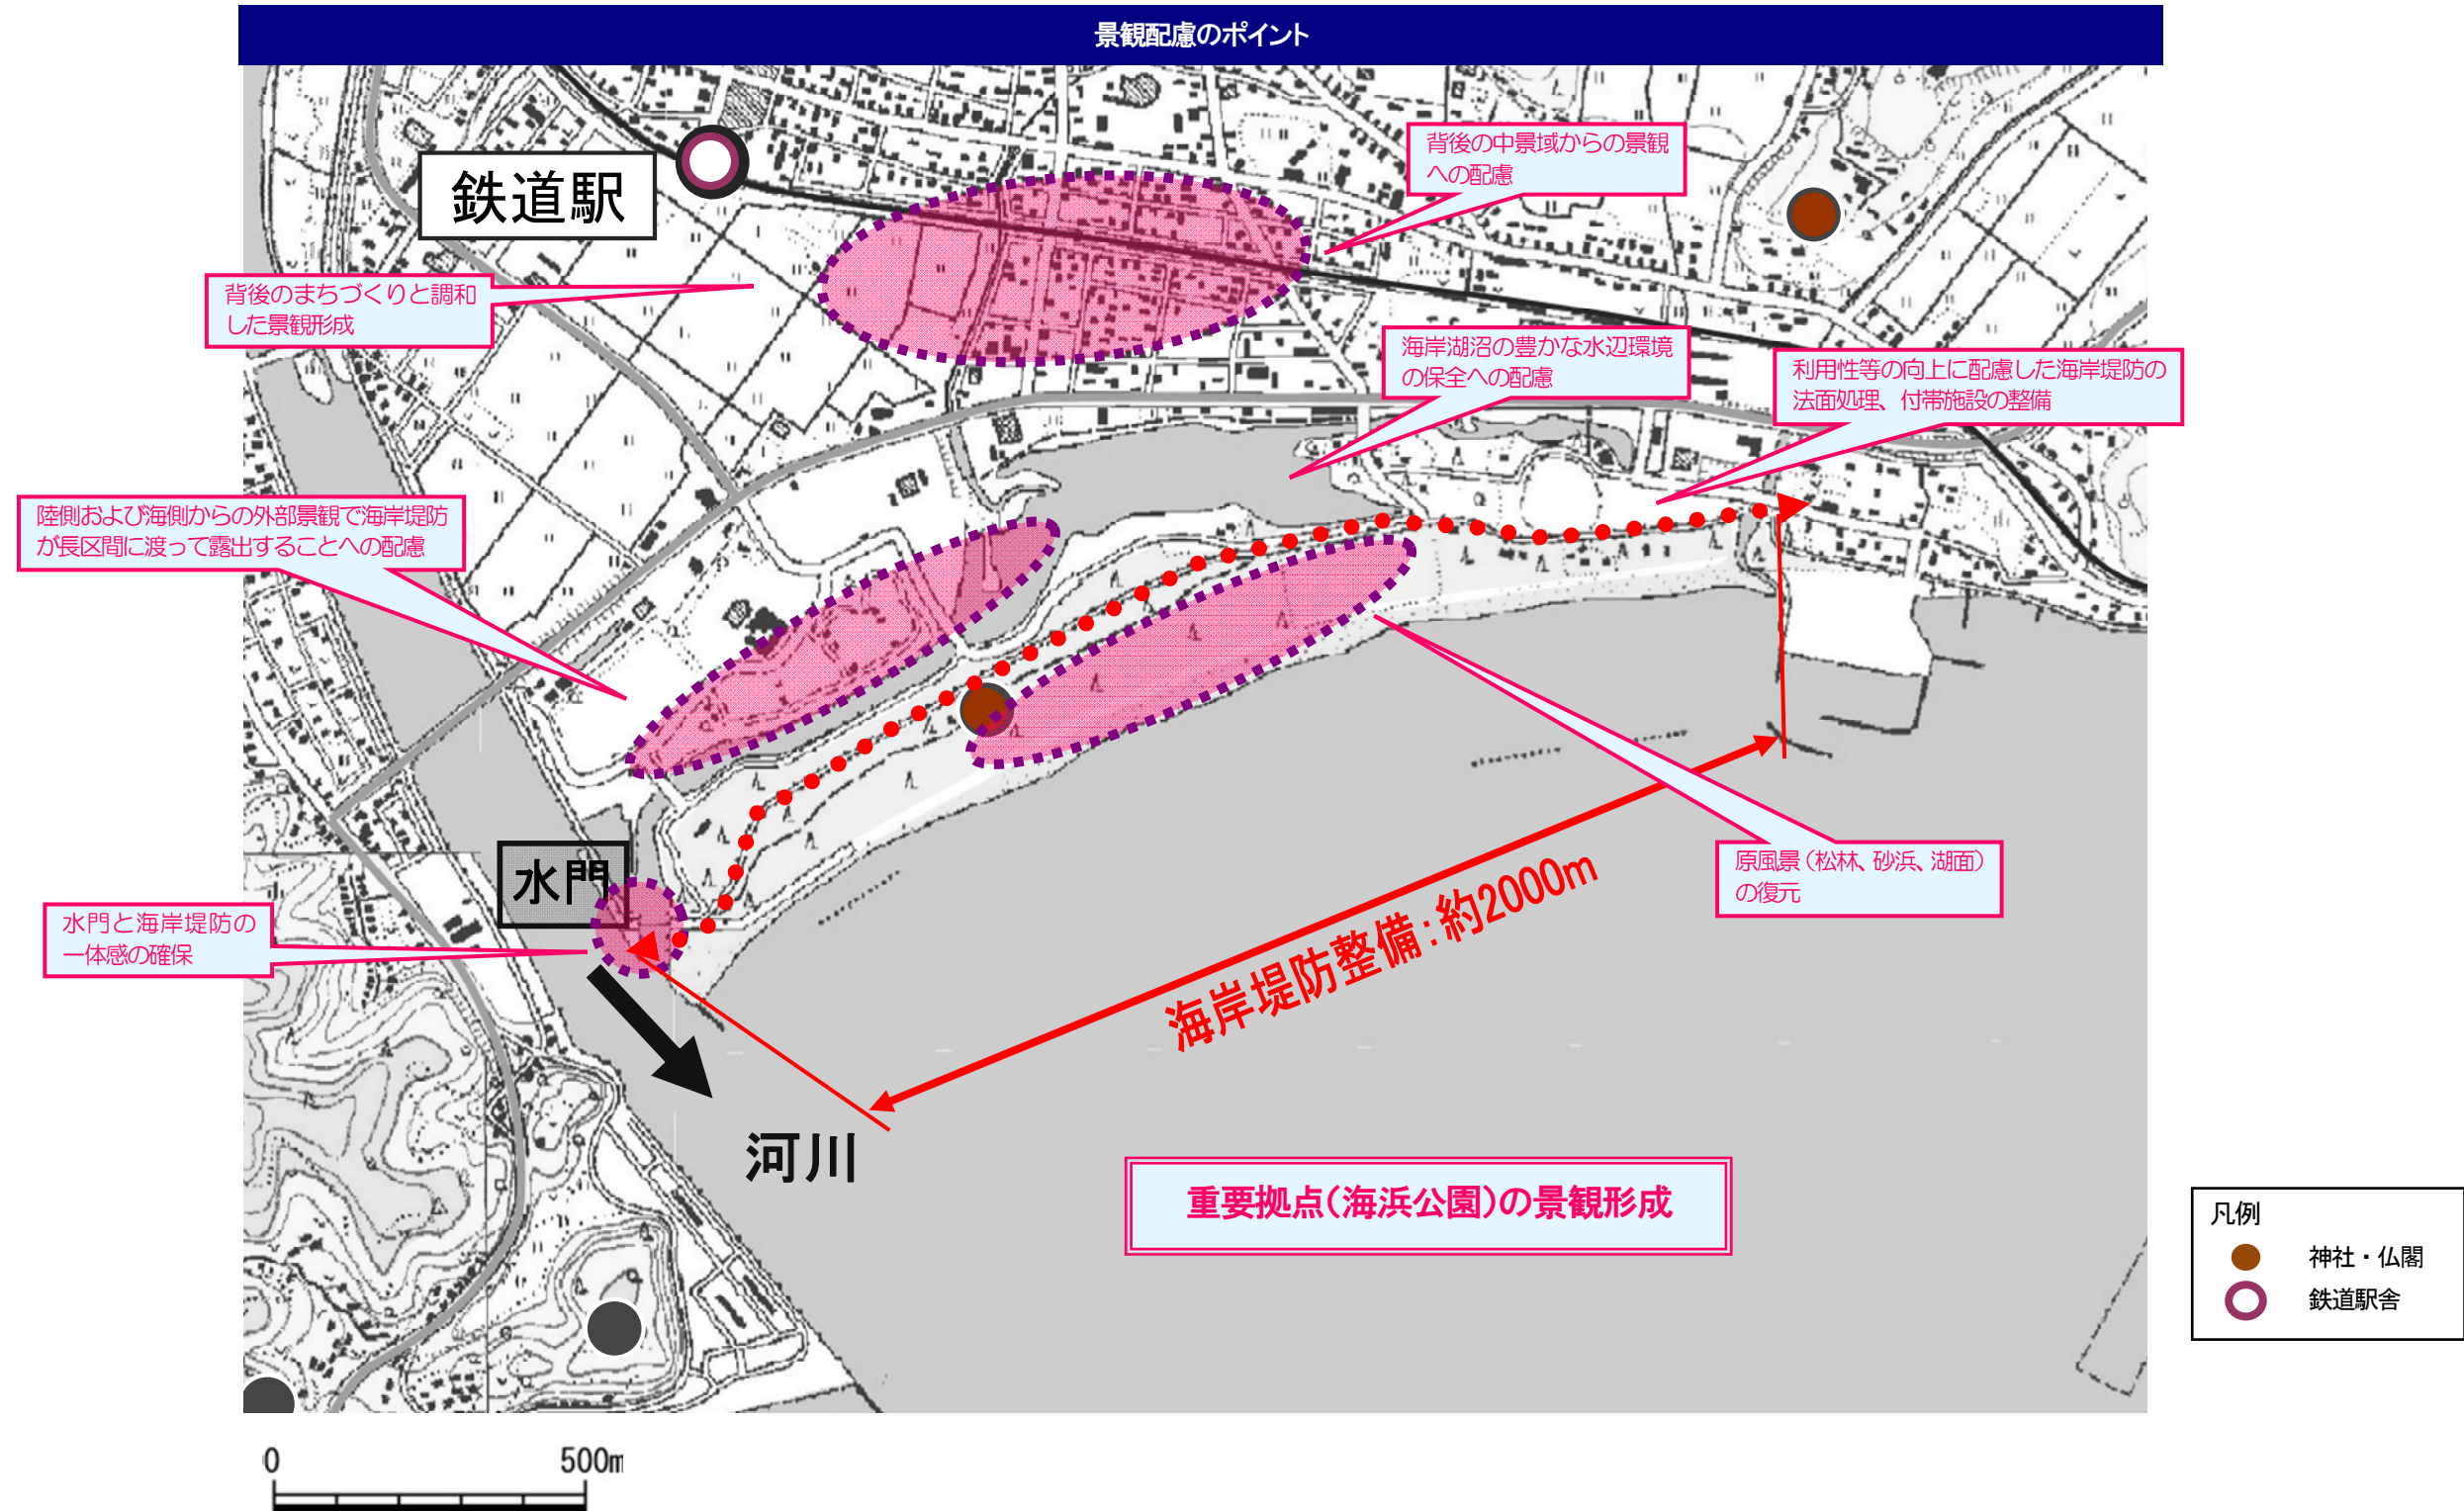 景観配慮のポイント
背後の中景域からの景観
への配慮
鉄道駅
背後のまちづくりと調和
した景観形成
海岸湖沼の豊かな水辺環境
の保全への配慮
利用性等の向上に配慮した海岸堤防の
法面処理、付帯施設の整備
陸側および海側からの外部景観で海岸堤防
が長区間に渡って露出することへの配慮
水門
原風景（松林、砂浜、湖面）
の復元
水門と海岸堤防の
一体感の確保
海岸堤防整備：約2000m
河川
重要拠点（海浜公園）の景観形成
凡例
神社・仏閣
鉄道駅舎
0 500m